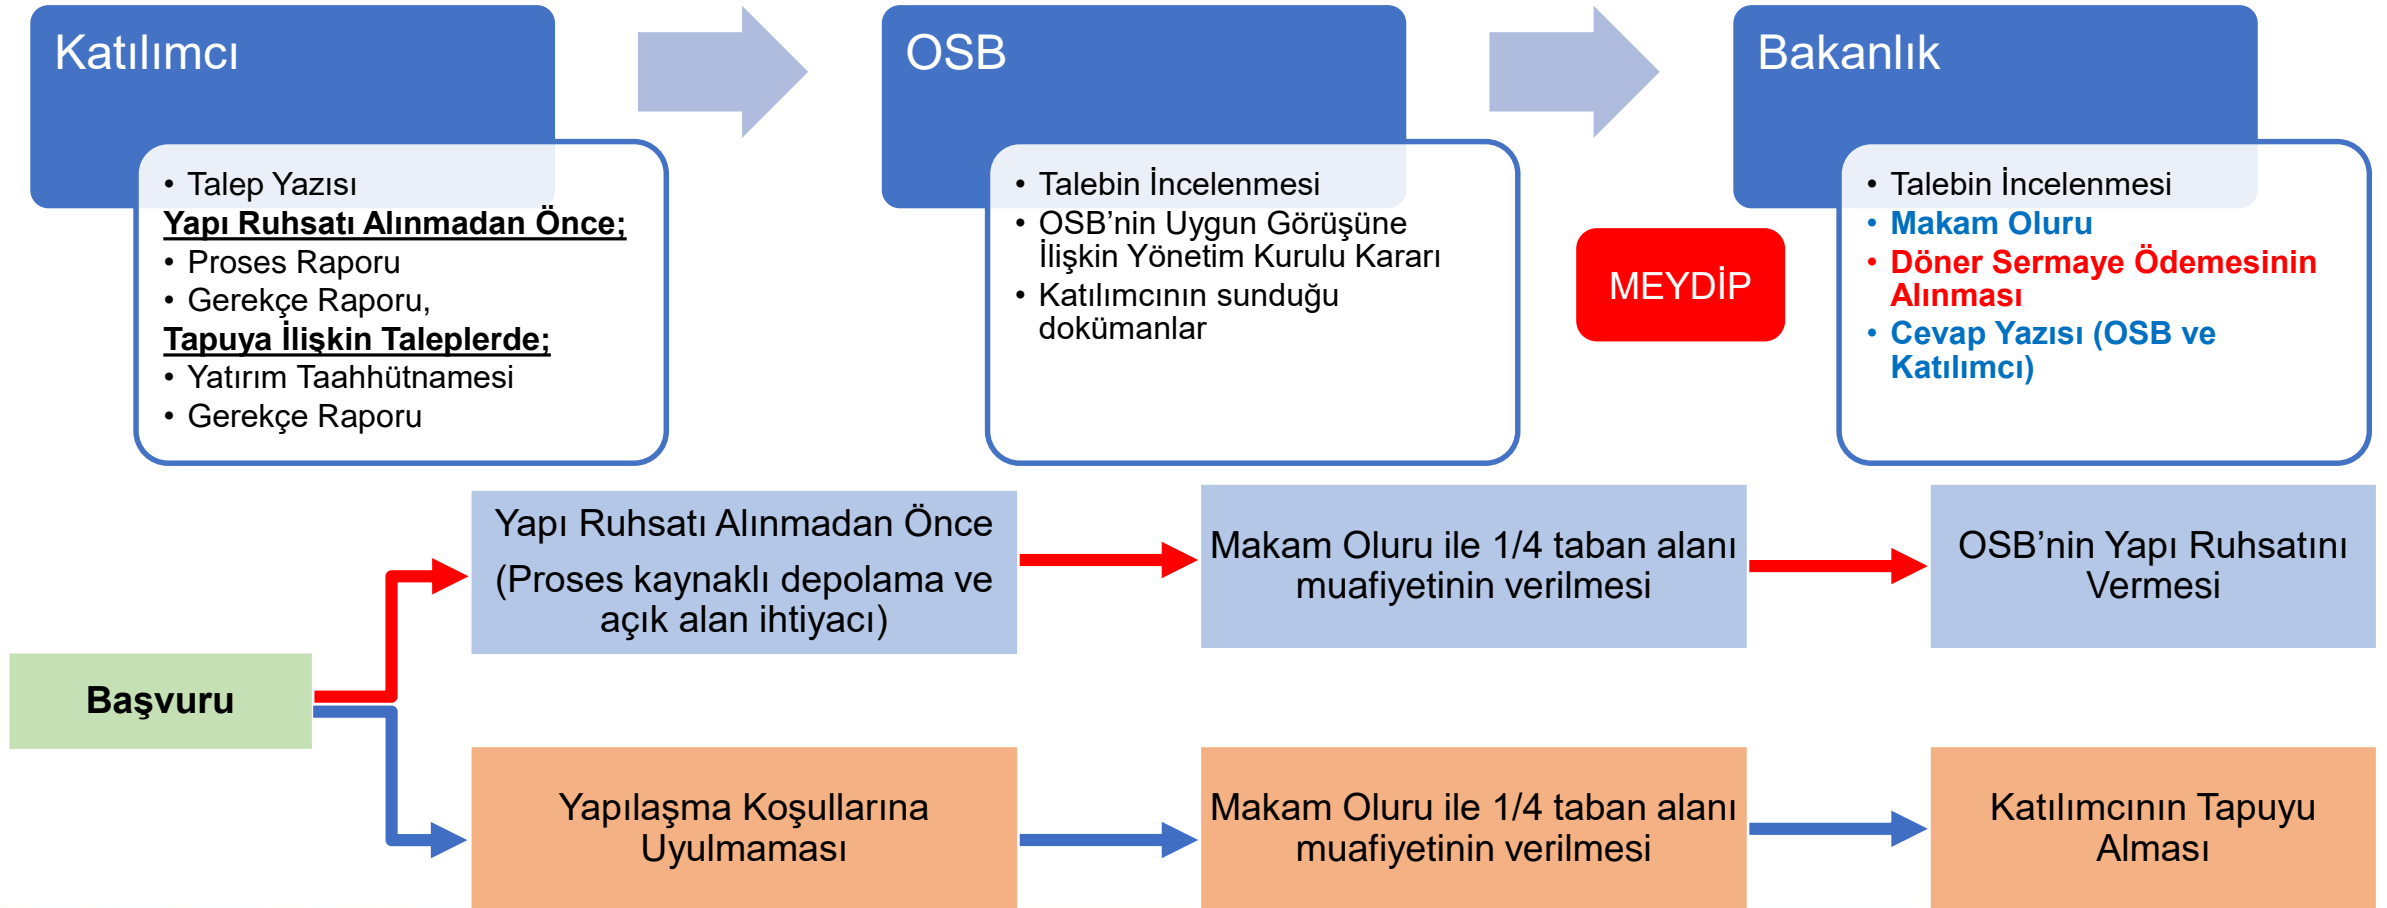 Katılımcı
• Talep Yazısı
Yapı Ruhsatı Alınmadan Önce;
• Proses Raporu
• Gerekçe Raporu,
Tapuya İlişkin Taleplerde;
• Yatırım Taahhütnamesi
• Gerekçe Raporu
OSB
• Talebin İncelenmesi
• OSB’nin Uygun Görüşüne
İlişkin Yönetim Kurulu Kararı
• Katılımcının sunduğu
dokümanlar
MEYDİP
Bakanlık
• Talebin İncelenmesi
• Makam Oluru
• Döner Sermaye Ödemesinin
Alınması
• Cevap Yazısı (OSB ve
Katılımcı)
Başvuru
Yapı Ruhsatı Alınmadan Önce
(Proses kaynaklı depolama ve
açık alan ihtiyacı)
Makam Oluru ile 1/4 taban alanı
muafiyetinin verilmesi
OSB’nin Yapı Ruhsatını
Vermesi
Yapılaşma Koşullarına
Uyulmaması
Makam Oluru ile 1/4 taban alanı
muafiyetinin verilmesi
Katılımcının Tapuyu
Alması